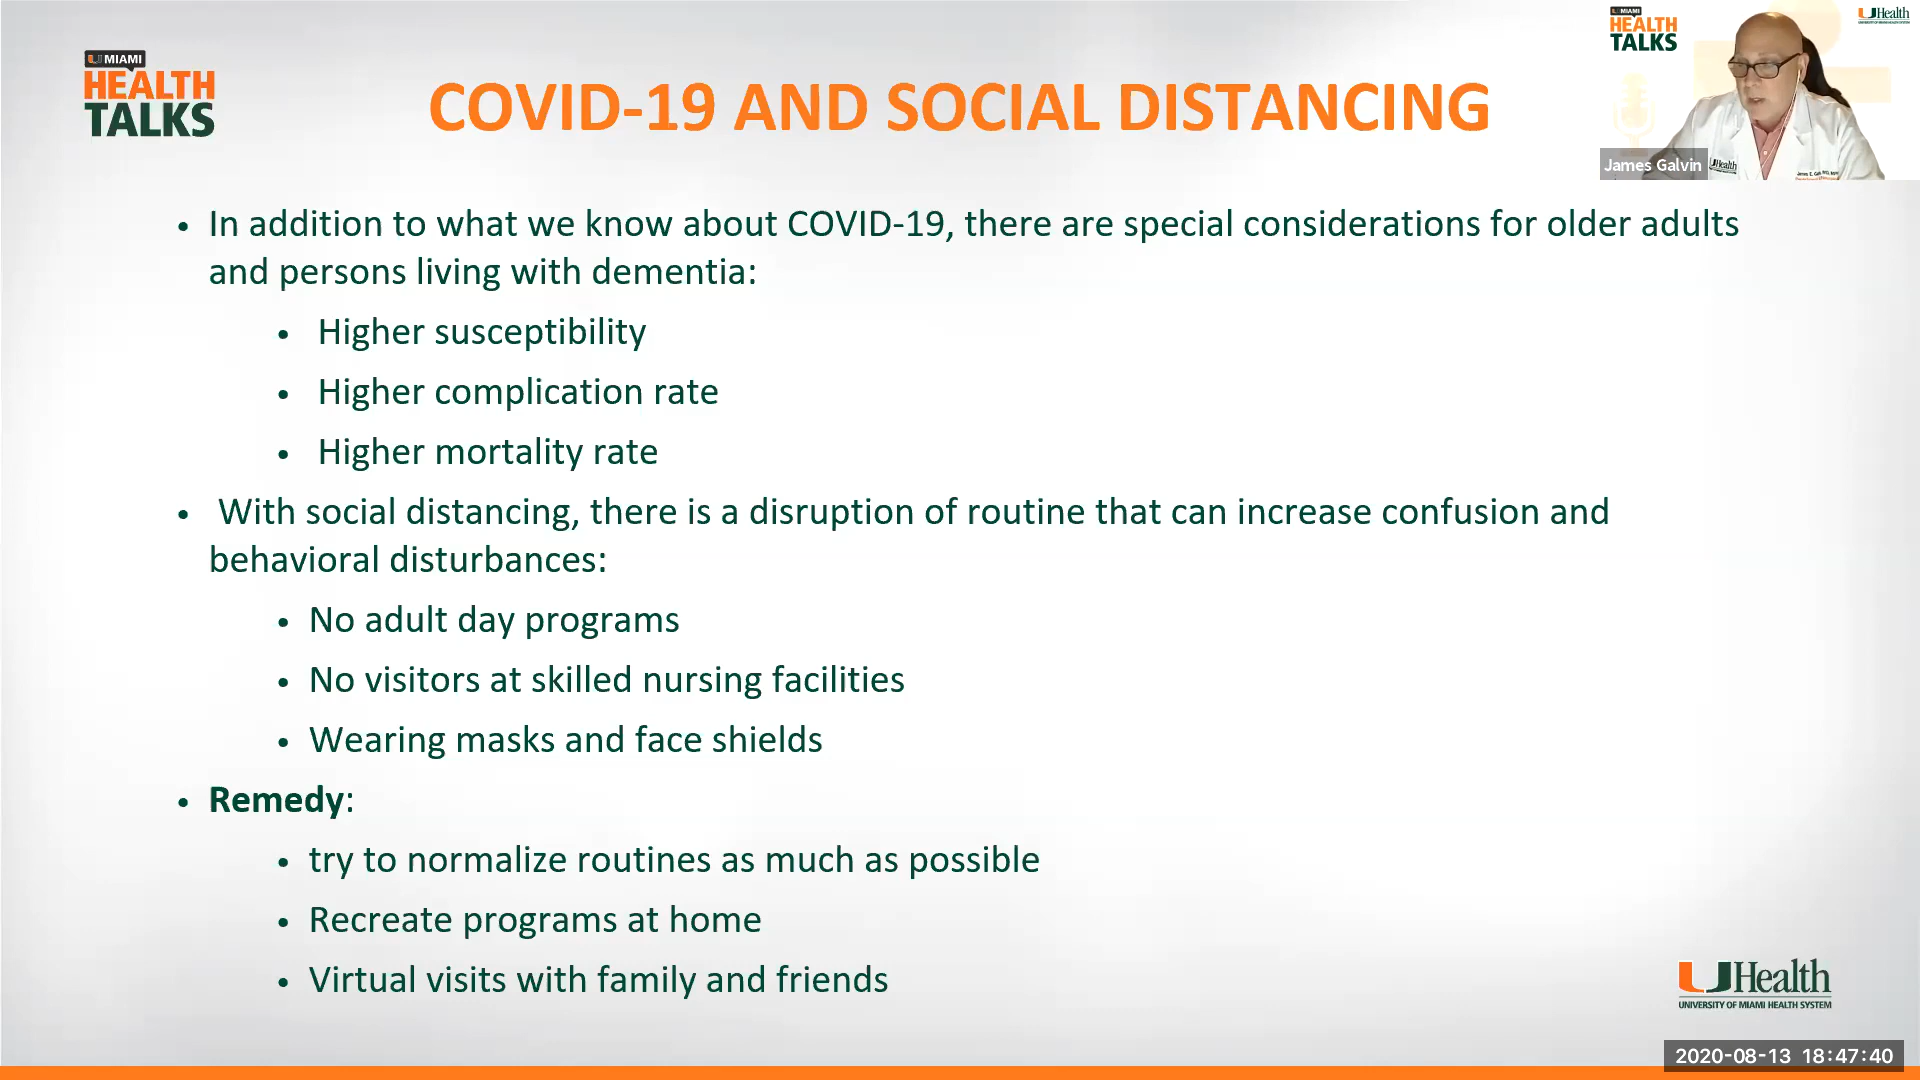 MIAMI
HEALTH
TALKS
COVID-19 AND SOCIAL DISTANCING
MIAMI
HEALTH
TALKS
UHealth
James Galvin
UHealth
• In addition to what we know about COVID-19, there are special considerations for older adults
and persons living with dementia:
• Higher susceptibility
• Higher complication rate
• Higher mortality rate
• With social distancing, there is a disruption of routine that can increase confusion and
behavioral disturbances:
• No adult day programs
• No visitors at skilled nursing facilities
• Wearing masks and face shields
• Remedy:
• try to normalize routines as much as possible
• Recreate programs at home
• Virtual visits with family and friends
UHealth
UNIVERSITY OF MIAMI HEALTH SYSTEM
2020-08-13 18:47:40